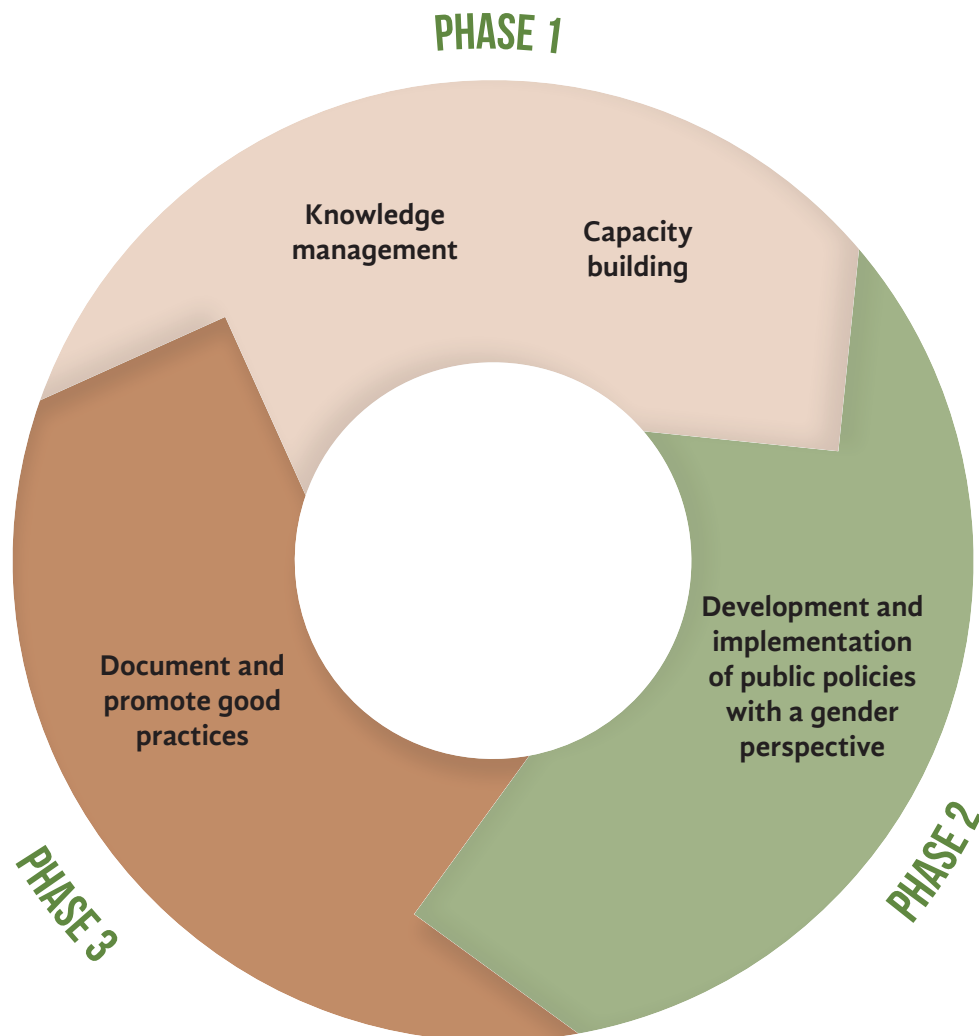 PHASE 1
Knowledge
management
Capacity
building
Development and
implementation
of public policies
with a gender
perspective
PHASE 2
Document and
promote good
practices
PHASE 3